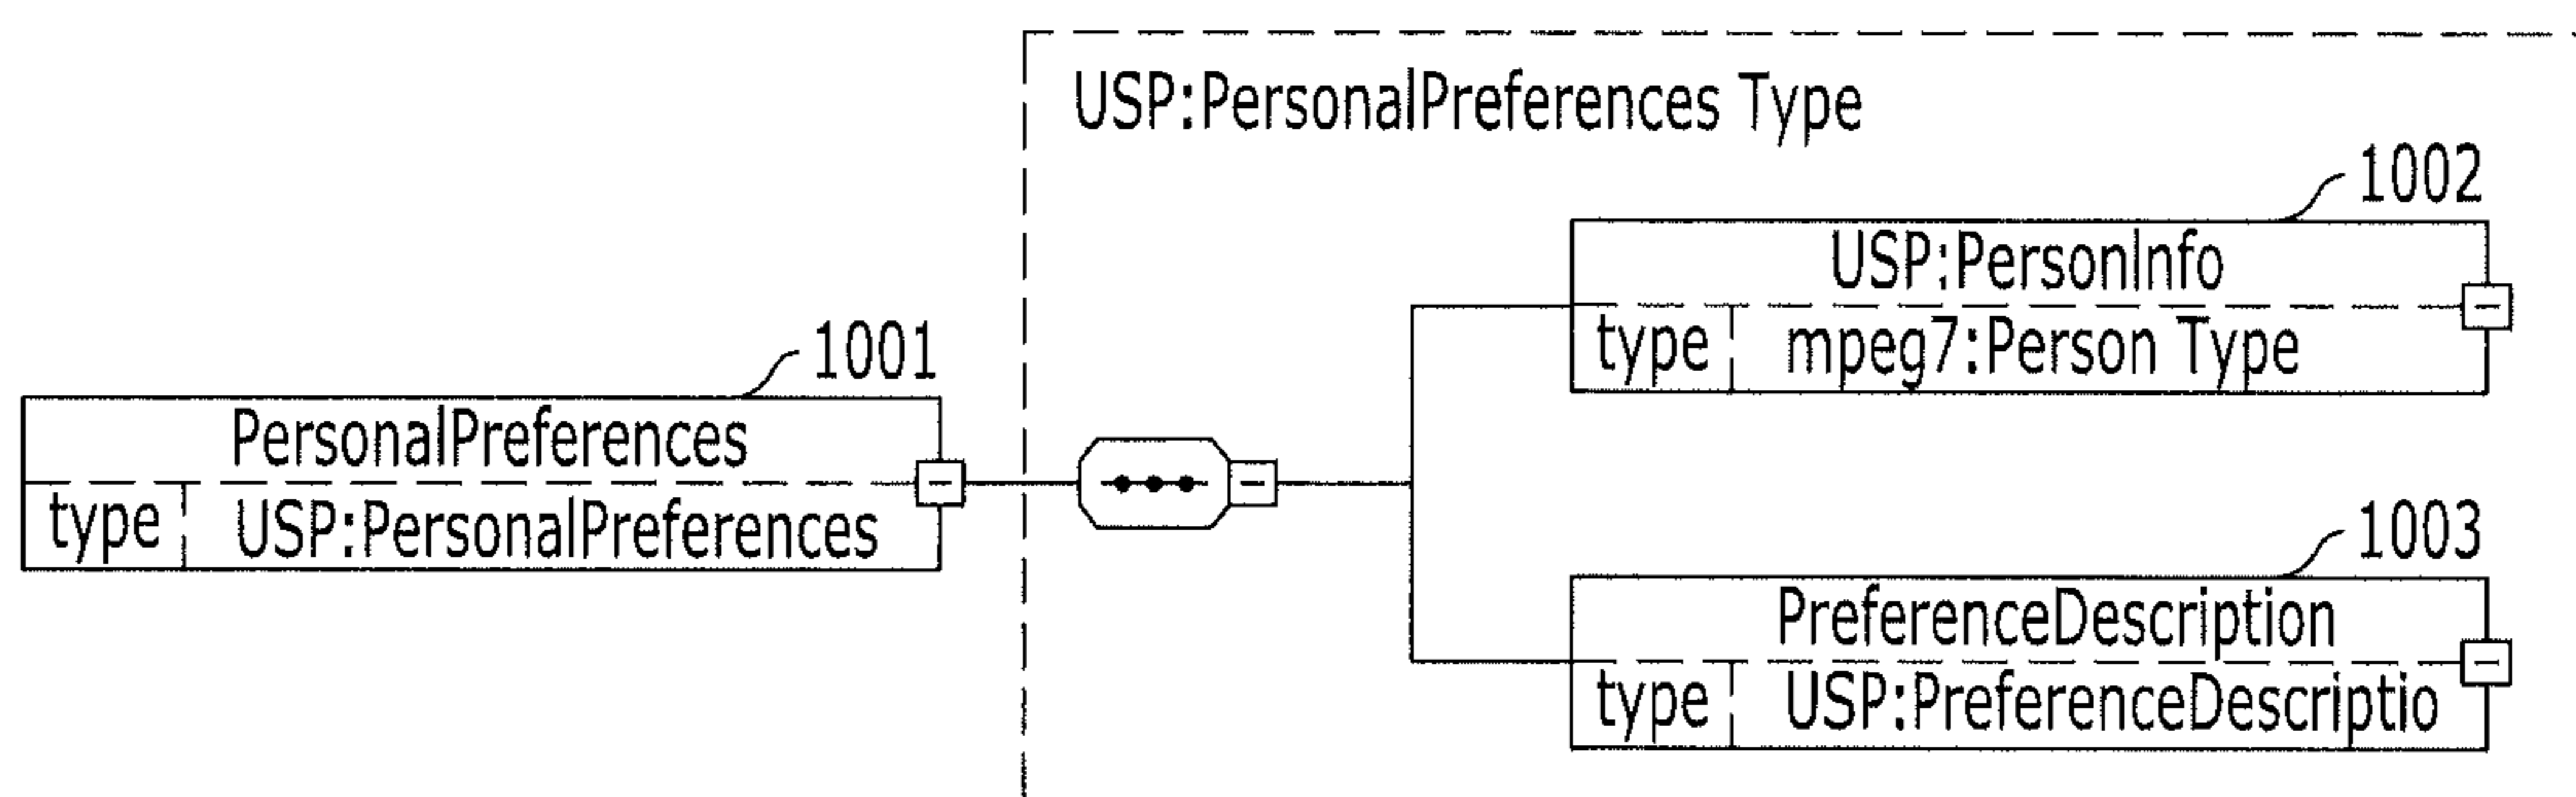 USP:PersonalPreferences Type
1002
USP:PersonInfo
type mpeg7:Person Type
1001
PersonalPreferences
type USP:PersonalPreferences
1003
PreferenceDescription
type USP:PreferenceDescriptio